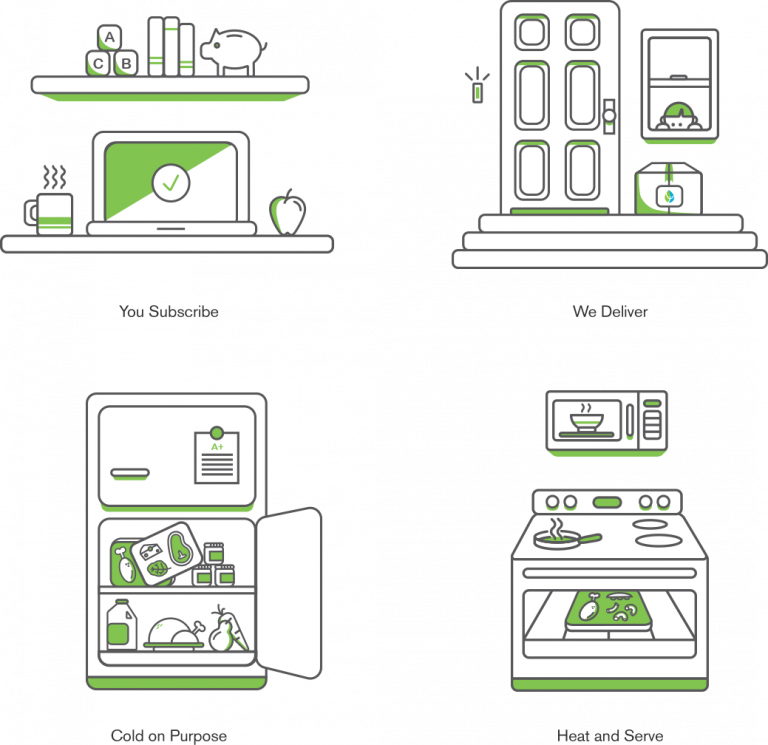 A
C B
You Subscribe
We Deliver
A+
Cold on Purpose
Heat and Serve